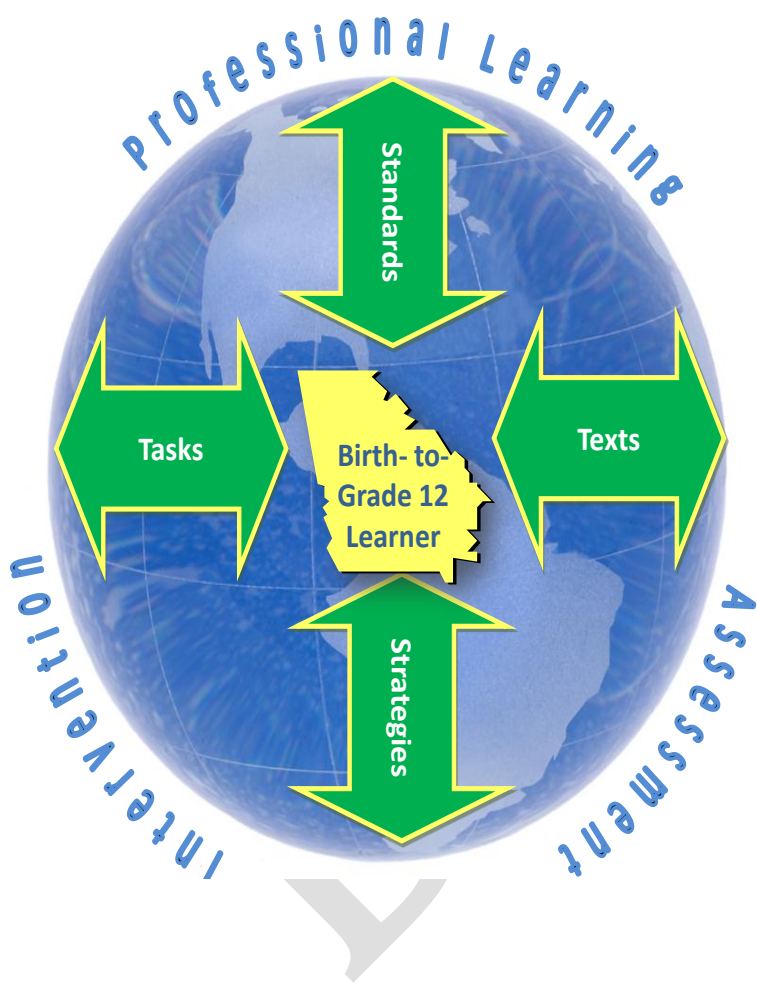 Professional Learning
Standards
Tasks
Texts
Birth- to-
Grade 12
Learner
Strategies
Intervention
Assessment